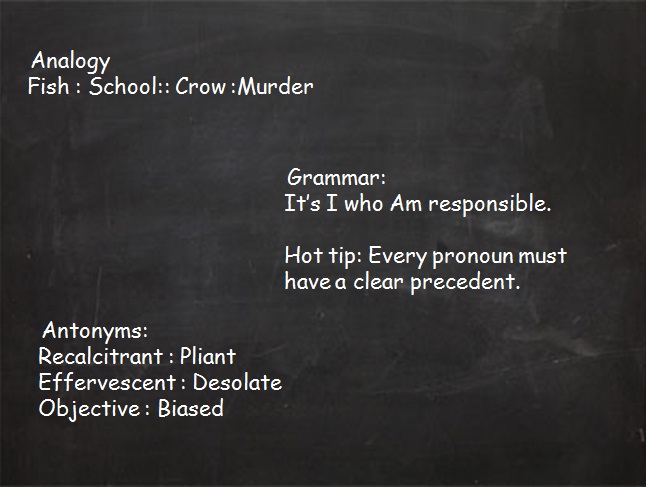 Analogy
Fish : School:: Crow :Murder
Grammar:
It's I who Am responsible.
Hot tip: Every pronoun must
have a clear precedent.
Antonyms:
Recalcitrant : Pliant
Effervescent : Desolate
Objective : Biased